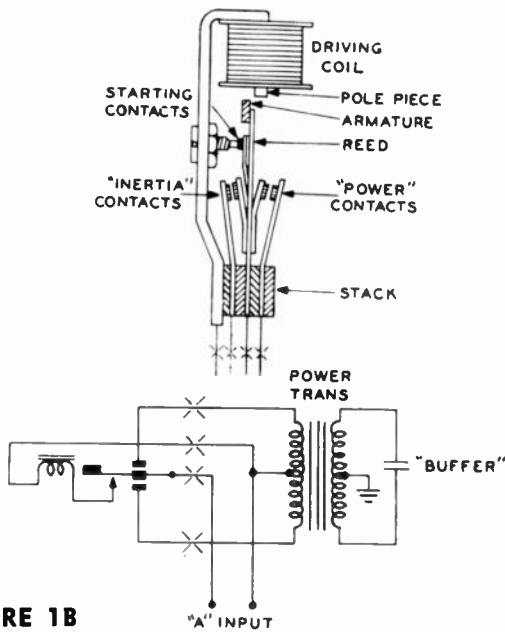 DRIVING
COIL
STARTING
CONTACTS
POLE PIECE
ARMATURE
REED
"INERTIA"
CONTACTS
"POWER"
CONTACTS
STACK
POWER
TRANS
"BUFFER"
RE 1B
"A" INPUT